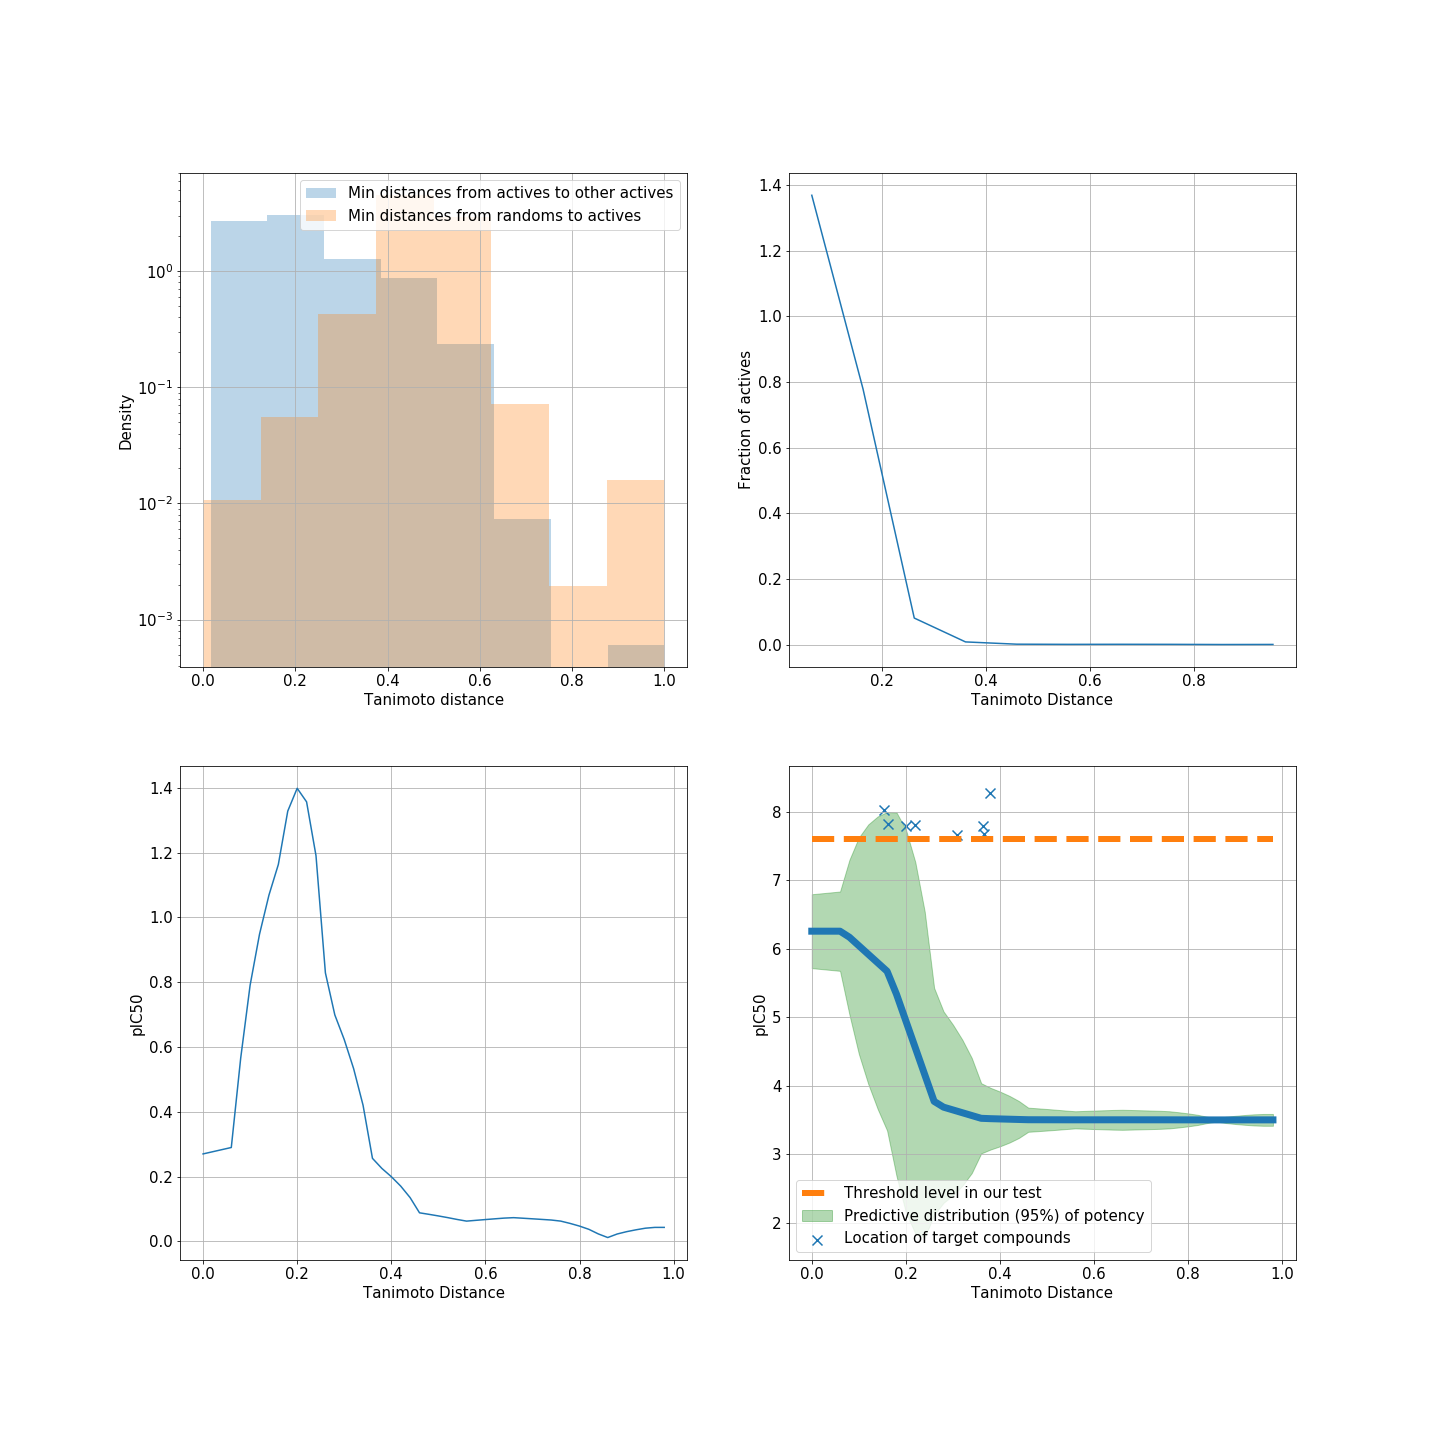 Min distances from actives to other actives
Min distances from randoms to actives
10⁰
10⁻¹
10⁻²
10⁻³
Density
0.0 0.2 0.4 0.6 0.8 1.0
Tanimoto distance
1.4
1.2
1.0
0.8
0.6
0.4
0.2
0.0
Fraction of actives
0.2 0.4 0.6 0.8
Tanimoto Distance
1.4
1.2
1.0
0.8
0.6
0.4
0.2
0.0
pIC50
0.0 0.2 0.4 0.6 0.8 1.0
Tanimoto Distance
8
7
6
5
4
3
2
pIC50
Threshold level in our test
Predictive distribution (95%) of potency
Location of target compounds
0.0 0.2 0.4 0.6 0.8 1.0
Tanimoto Distance